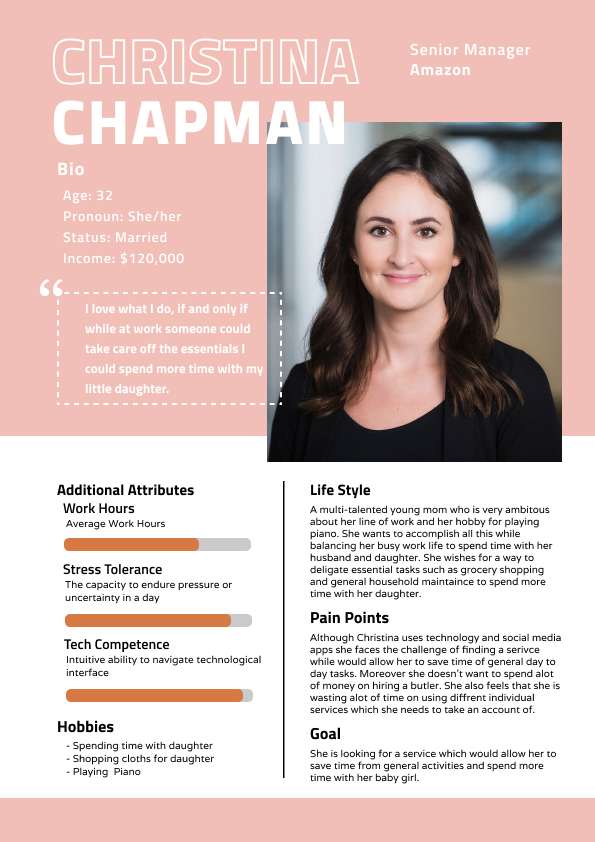 CHRISTINA
CHAPMAN
Senior Manager
Amazon
Bio
Age: 32
Pronoun: She/her
Status: Married
Income: $120,000
“
I love what I do, if and only if
while at work someone could
take care off the essentials I
could spend more time with my
little daughter.
Additional Attributes
Work Hours
Average Work Hours
Stress Tolerance
The capacity to endure pressure or
uncertainty in a day
Tech Competence
Intuitive ability to navigate technological
interface
Hobbies
- Spending time with daughter
- Shopping cloths for daughter
- Playing  Piano
Life Style
A multi-talented young mom who is very ambitous
about her line of work and her hobby for playing
piano. She wants to accomplish all this while
balancing her busy work life to spend time with her
husband and daughter. She wishes for a way to
deligate essential tasks such as grocery shopping
and general household maintaince to spend more
time with her daughter.
Pain Points
Although Christina uses technology and social media
apps she faces the challenge of finding a serivce
while would allow her to save time of general day to
day tasks. Moreover she doesn't want to spend alot
of money on hiring a butler. She also feels that she is
wasting alot of time on using diffrent individual
services which she needs to take an account of.
Goal
She is looking for a service which would allow her to
save time from general activities and spend more
time with her baby girl.